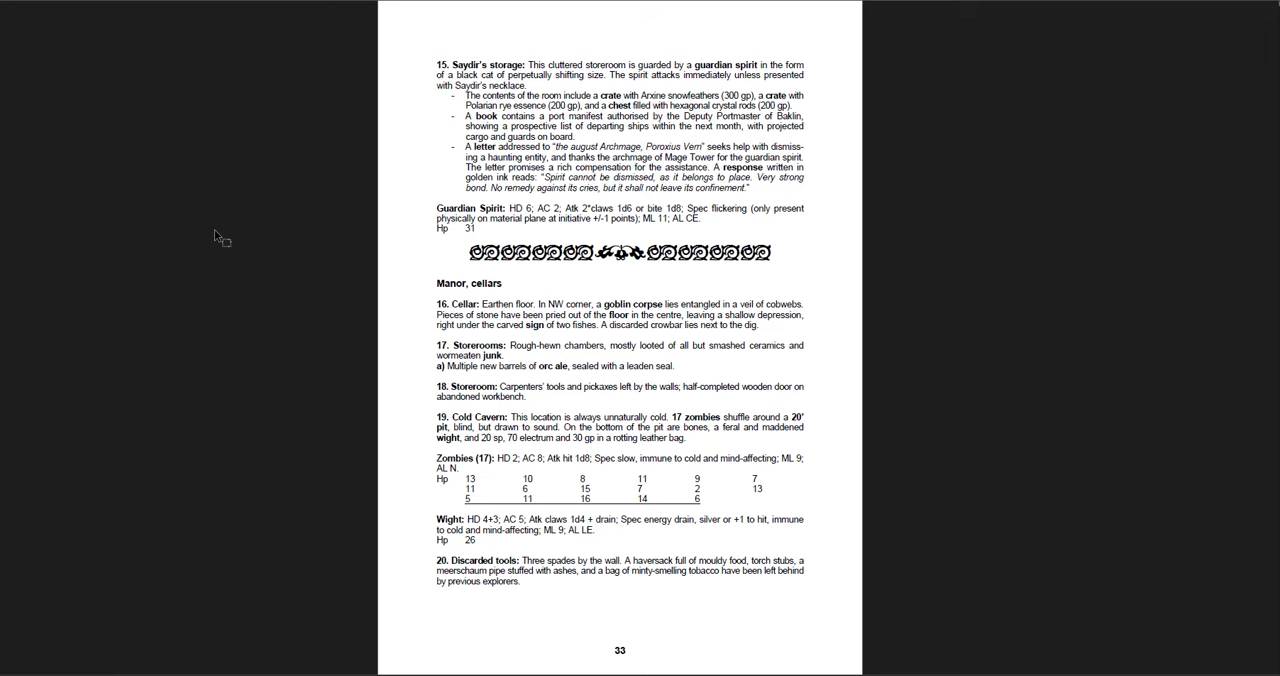 15. Saydir's storage: This cluttered storeroom is guarded by a guardian spirit in the form
of a black cat of perpetually shifting size. The spirit attacks immediately unless presented
with Saydir's necklace.
- The contents of the room include a crate with Arxine snowfeathers (300 gp), a crate with
Polarian rye essence (200 gp), and a chest filled with hexagonal crystal rods (200 gp).
- A book contains a port manifest authorised by the Deputy Portmaster of Baklin,
showing a prospective list of departing ships within the next month, with projected
cargo and guards on board.
- A letter addressed to "the august Archmage, Poroxius Vem" seeks help with dismiss-
ing a haunting entity, and thanks the archmage of Mage Tower for the guardian spirit.
The letter promises a rich compensation for the assistance. A response written in
golden ink reads: "Spirit cannot be dismissed, as it belongs to place. Very strong
bond. No remedy against its cries, but it shall not leave its confinement."
Guardian Spirit: HD 6; AC 2; Atk 2*claws 1d6 or bite 1d8; Spec flickering (only present
physically on material plane at initiative +/-1 points); ML 11; AL CE.
Hp 31
Manor, cellars
16. Cellar: Earthen floor. In NW corner, a goblin corpse lies entangled in a veil of cobwebs.
Pieces of stone have been pried out of the floor in the centre, leaving a shallow depression,
right under the carved sign of two fishes. A discarded crowbar lies next to the dig.
17. Storerooms: Rough-hewn chambers, mostly looted of all but smashed ceramics and
wormeaten junk.
a) Multiple new barrels of orc ale, sealed with a leaden seal.
18. Storeroom: Carpenters' tools and pickaxes left by the walls; half-completed wooden door on
abandoned workbench.
19. Cold Cavern: This location is always unnaturally cold. 17 zombies shuffle around a 20'
pit, blind, but drawn to sound. On the bottom of the pit are bones, a feral and maddened
wight, and 20 sp, 70 electrum and 30 gp in a rotting leather bag.
Zombies (17): HD 2; AC 8; Atk hit 1d8; Spec slow, immune to cold and mind-affecting; ML 9;
AL N.
Hp 13 10 8 11 9 7
11 6 15 7 2 13
5 11 16 14 6
Wight: HD 4+3; AC 5; Atk claws 1d4 + drain; Spec energy drain, silver or +1 to hit, immune
to cold and mind-affecting; ML 9; AL LE.
Hp 26
20. Discarded tools: Three spades by the wall. A haversack full of mouldy food, torch stubs, a
meerschaum pipe stuffed with ashes, and a bag of minty-smelling tobacco have been left behind
by previous explorers.
33